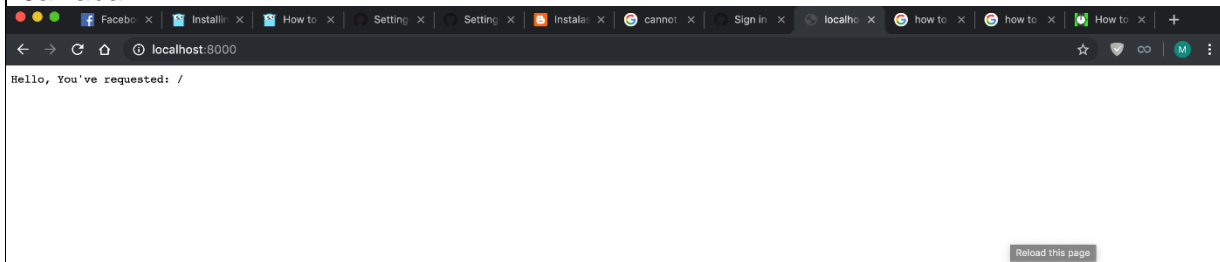 Facebo
Installin
How to
Setting
Setting
Instalas
cannot
Sign in
localho
how to
how to
How to
localhost:8000
M
Hello, You've requested: /
Reload this page